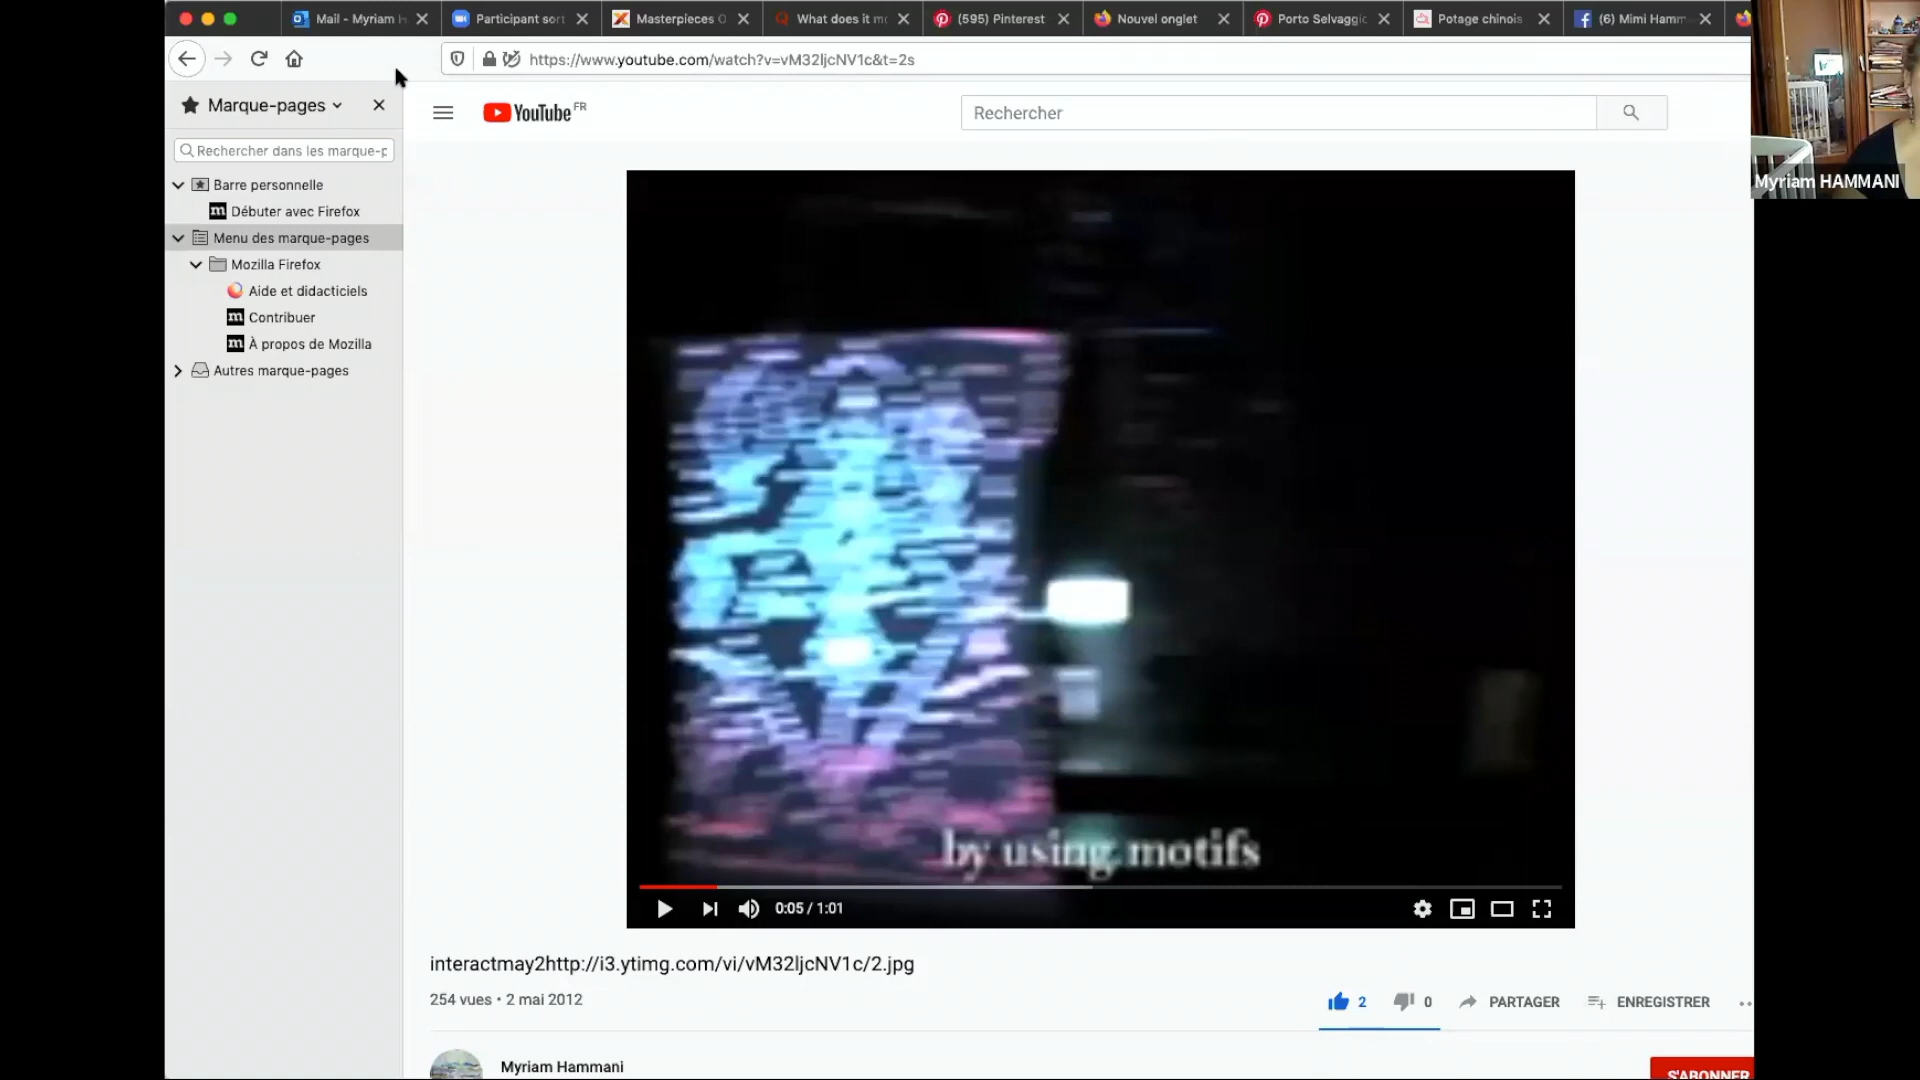 Mail - Myriam H
Participant sort
Masterpieces O
What does it m
(595) Pinterest
Nouvel onglet
Porto Selvaggio
Potage chinois
(6) Mimi Hamm
https://www.youtube.com/watch?v=vM32ljcNV1c&t=2s
Marque-pages
YouTube FR
Rechercher
Rechercher dans les marque-p
Barre personnelle
Débuter avec Firefox
Menu des marque-pages
Mozilla Firefox
Aide et didacticiels
Contribuer
À propos de Mozilla
Autres marque-pages
Myriam HAMMANI
by using motifs
0:05 / 1:01
interactmay2http://i3.ytimg.com/vi/vM32ljcNV1c/2.jpg
254 vues • 2 mai 2012
2
0
PARTAGER
ENREGISTRER
Myriam Hammani
S'ABONNER